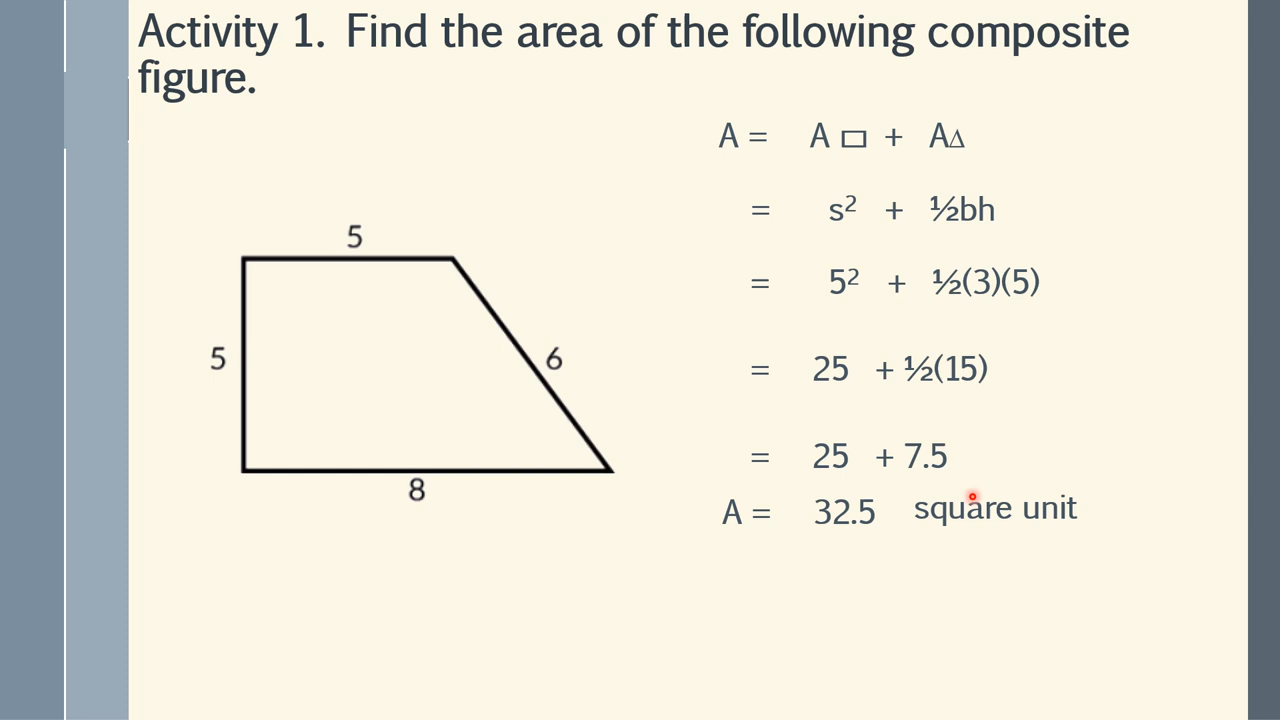 Activity 1. Find the area of the following composite
figure.
A = A □ + A∆
= s² + ½bh
5
= 5² + ½(3)(5)
5
6
= 25 + ½(15)
= 25 + 7.5
8
A = 32.5 square unit